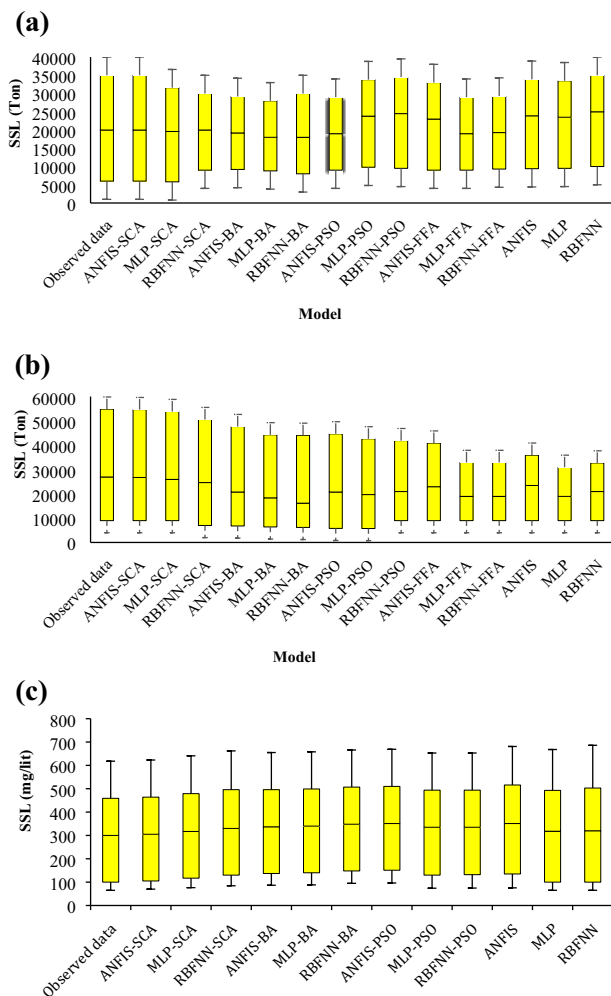 (a)
SSL (Ton)
40000
35000
30000
25000
20000
15000
10000
5000
0
Observed data
ANFIS-SCA
MLP-SCA
RBFNN-SCA
ANFIS-BA
MLP-BA
RBFNN-BA
ANFIS-PSO
MLP-PSO
RBFNN-PSO
ANFIS-FFA
MLP-FFA
RBFNN-FFA
ANFIS
MLP
RBFNN
Model
(b)
SSL (Ton)
60000
50000
40000
30000
20000
10000
0
Observed data
ANFIS-SCA
MLP-SCA
RBFNN-SCA
ANFIS-BA
MLP-BA
RBFNN-BA
ANFIS-PSO
MLP-PSO
RBFNN-PSO
ANFIS-FFA
MLP-FFA
RBFNN-FFA
ANFIS
MLP
RBFNN
Model
(c)
SSL (mg/lit)
800
700
600
500
400
300
200
100
0
Observed data
ANFIS-SCA
MLP-SCA
RBFNN-SCA
ANFIS-BA
MLP-BA
RBFNN-BA
ANFIS-PSO
MLP-PSO
RBFNN-PSO
ANFIS
MLP
RBFNN